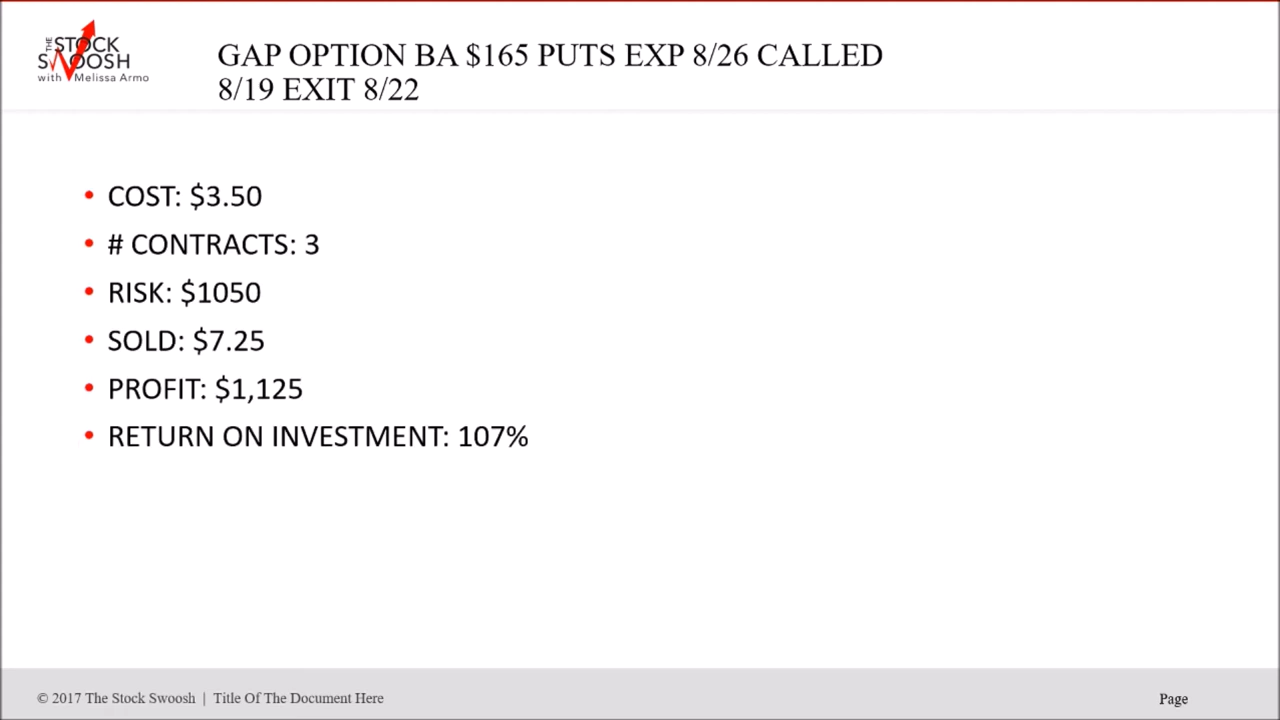 THE
STOCK
SWOOSH
with Melissa Armo
GAP OPTION BA $165 PUTS EXP 8/26 CALLED
8/19 EXIT 8/22
• COST: $3.50
• # CONTRACTS: 3
• RISK: $1050
• SOLD: $7.25
• PROFIT: $1,125
• RETURN ON INVESTMENT: 107%
© 2017 The Stock Swoosh | Title Of The Document Here
Page